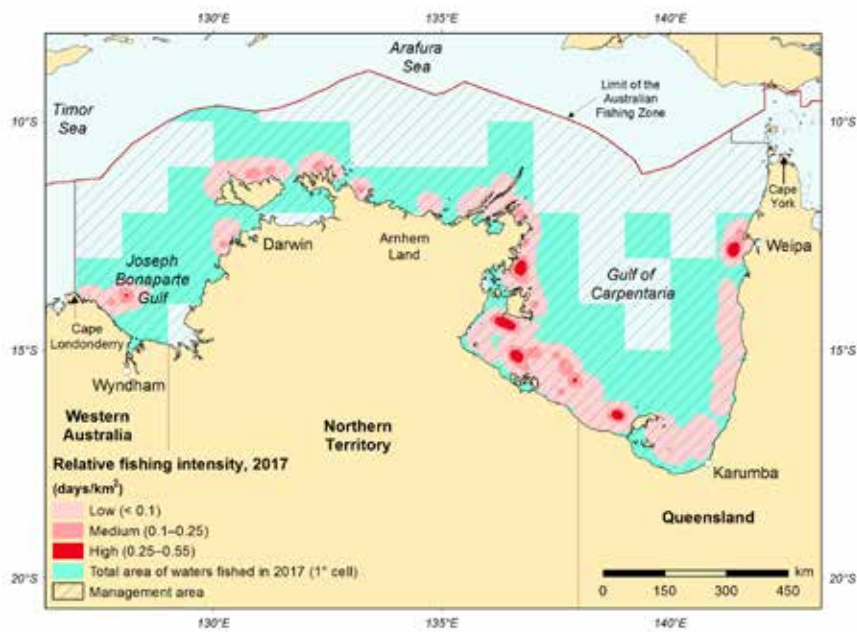 130°E
135°E
140°E
Arafura
Sea
Limit of the
Australian
Fishing Zone
Timor
Sea
10°S
10°S
Cape
York
Darwin
Arnhem
Land
Weipa
Joseph
Bonaparte
Gulf
Gulf of
Carpentaria
Cape
Londonderry
15°S
15°S
Wyndham
Western
Australia
Northern
Territory
Karumba
Queensland
Relative fishing intensity, 2017
(days/km²)
Low (< 0.1)
Medium (0.1–0.25)
High (0.25–0.55)
Total area of waters fished in 2017 (1° cell)
Management area
km
0 150 300 450
20°S
20°S
130°E
135°E
140°E